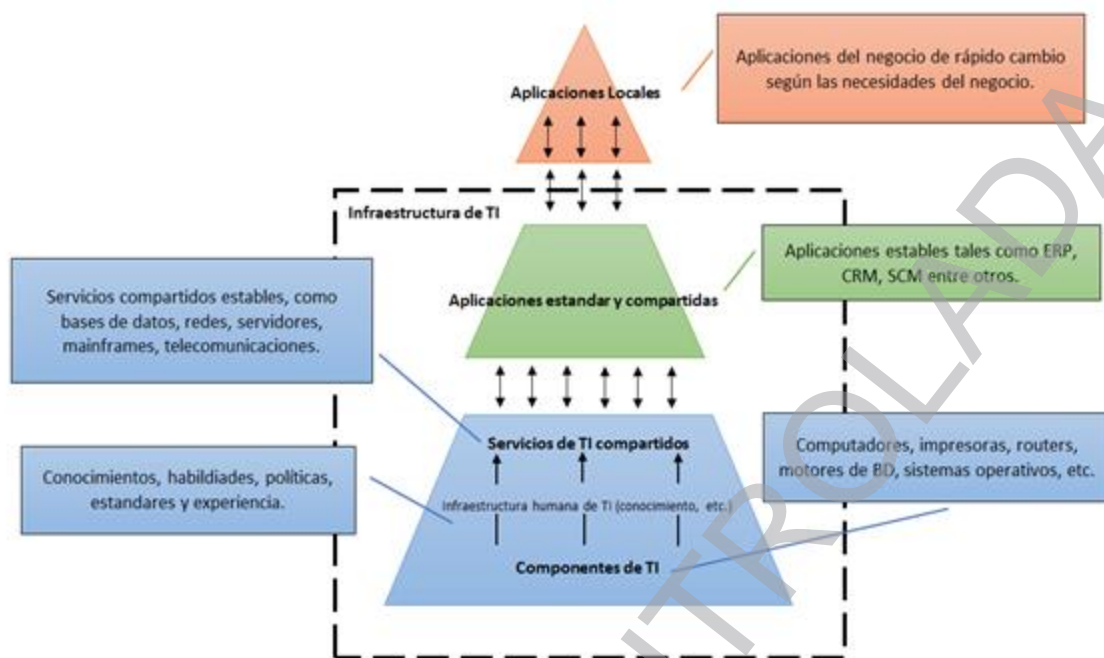 Aplicaciones Locales
Aplicaciones del negocio de rápido cambio
según las necesidades del negocio.
Infraestructura de TI
Aplicaciones estandar y compartidas
Aplicaciones estables tales como ERP,
CRM, SCM entre otros.
Servicios compartidos estables, como
bases de datos, redes, servidores,
mainframes, telecomunicaciones.
Servicios de TI compartidos
Conocimientos, habildiades, políticas,
estandares y experiencia.
Infraestructura humana de TI (conocimiento, etc.)
Componentes de TI
Computadores, impresoras, routers,
motores de BD, sistemas operativos, etc.
TROLADA